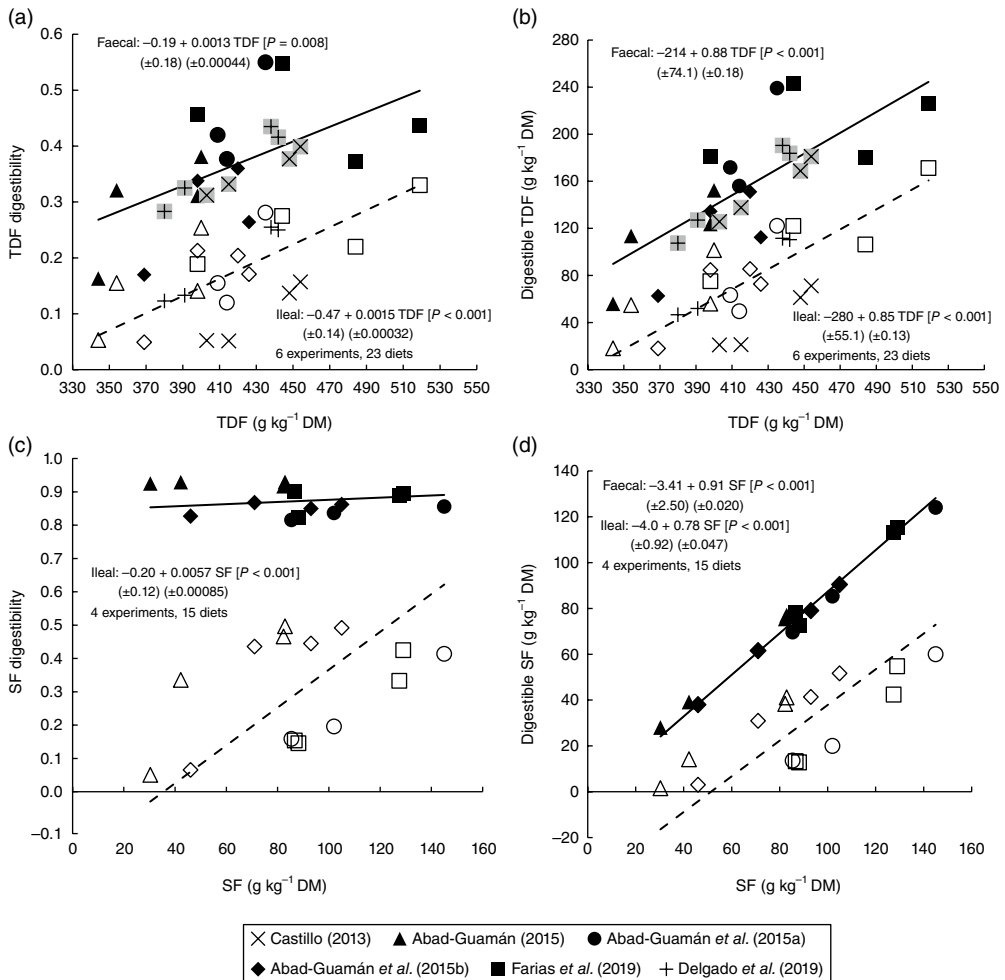 (a)
0.6
0.5
0.4
0.3
0.2
0.1
0.0
TDF digestibility
Faecal: –0.19 + 0.0013 TDF [P = 0.008]
(±0.18) (±0.00044)
Ileal: –0.47 + 0.0015 TDF [P < 0.001]
(±0.14) (±0.00032)
6 experiments, 23 diets
330 350 370 390 410 430 450 470 490 510 530 550
TDF (g kg⁻¹ DM)
(b)
280
240
200
160
120
80
40
0
Digestible TDF (g kg⁻¹ DM)
Faecal: –214 + 0.88 TDF [P < 0.001]
(±74.1) (±0.18)
Ileal: –280 + 0.85 TDF [P < 0.001]
(±55.1) (±0.13)
6 experiments, 23 diets
330 350 370 390 410 430 450 470 490 510 530 550
TDF (g kg⁻¹ DM)
(c)
1.0
0.9
0.8
0.7
0.6
0.5
0.4
0.3
0.2
0.1
0.0
–0.1
SF digestibility
Ileal: –0.20 + 0.0057 SF [P < 0.001]
(±0.12) (±0.00085)
4 experiments, 15 diets
0 20 40 60 80 100 120 140 160
SF (g kg⁻¹ DM)
(d)
140
120
100
80
60
40
20
0
–20
Digestible SF (g kg⁻¹ DM)
Faecal: –3.41 + 0.91 SF [P < 0.001]
(±2.50) (±0.020)
Ileal: –4.0 + 0.78 SF [P < 0.001]
(±0.92) (±0.047)
4 experiments, 15 diets
0 20 40 60 80 100 120 140 160
SF (g kg⁻¹ DM)
Castillo (2013) Abad-Guamán (2015) Abad-Guamán et al. (2015a)
Abad-Guamán et al. (2015b) Farias et al. (2019) Delgado et al. (2019)